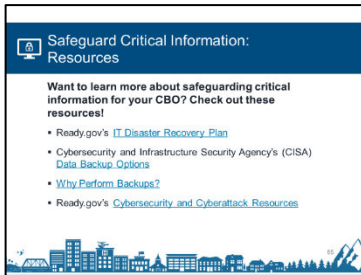 Safeguard Critical Information:
Resources
Want to learn more about safeguarding critical
information for your CBO? Check out these
resources!
▪ Ready.gov's IT Disaster Recovery Plan
▪ Cybersecurity and Infrastructure Security Agency's (CISA)
Data Backup Options
▪ Why Perform Backups?
▪ Ready.gov's Cybersecurity and Cyberattack Resources